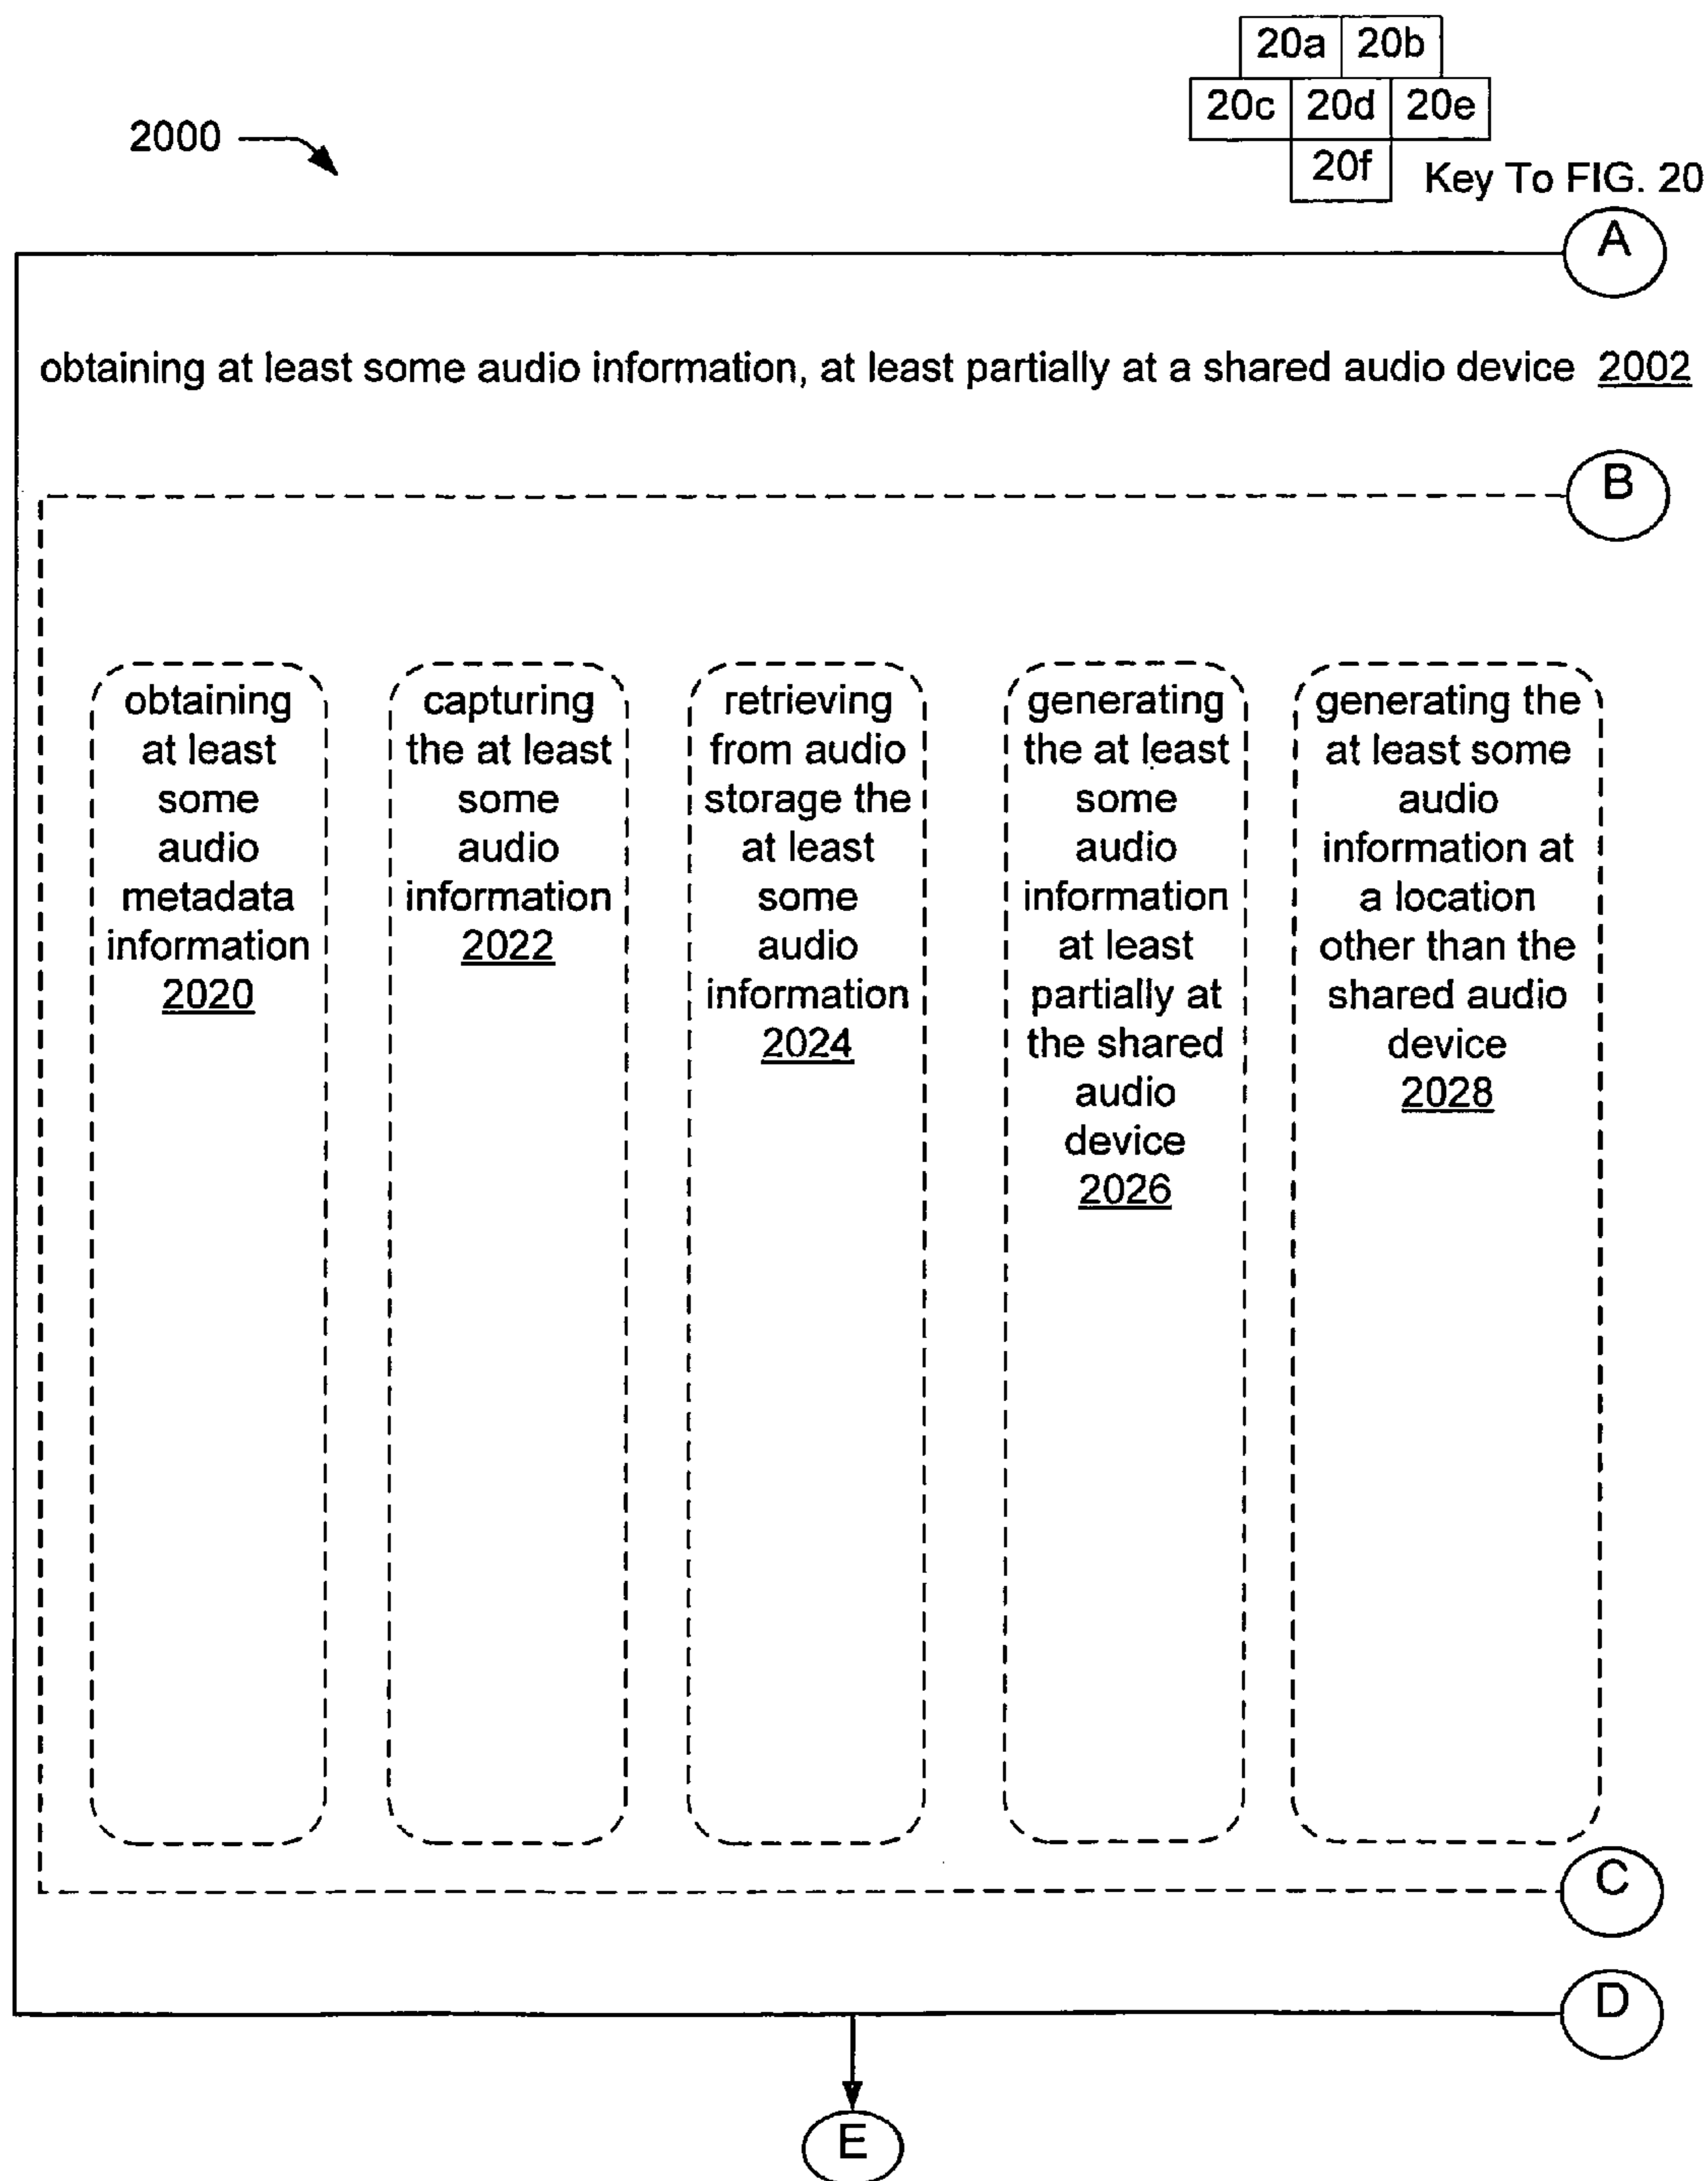 20a 20b
20c 20d 20e
20f
Key To FIG. 20
2000
A
obtaining at least some audio information, at least partially at a shared audio device 2002
B
obtaining
at least
some
audio
metadata
information
2020
capturing
the at least
some
audio
information
2022
retrieving
from audio
storage the
at least
some
audio
information
2024
generating
the at least
some
audio
information
at least
partially at
the shared
audio
device
2026
generating the
at least some
audio
information at
a location
other than the
shared audio
device
2028
C
D
E